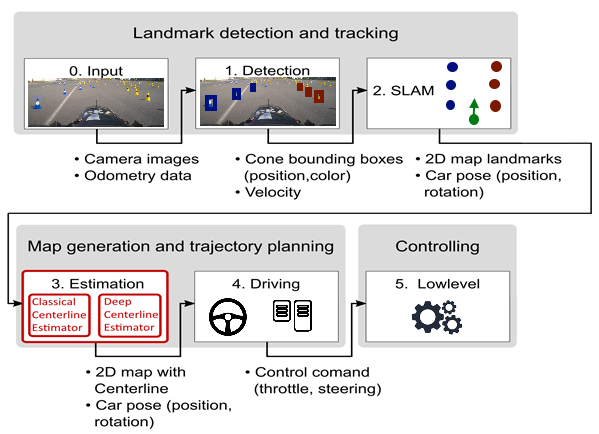 Landmark detection and tracking
0. Input
1. Detection
2. SLAM
• Camera images
• Odometry data
• Cone bounding boxes
(position,color)
• Velocity
• 2D map landmarks
• Car pose (position,
rotation)
Map generation and trajectory planning
Controlling
3. Estimation
Classical
Centerline
Estimator
Deep
Centerline
Estimator
4. Driving
5. Lowlevel
• 2D map with
Centerline
• Car pose (position,
rotation)
• Control comand
(throttle, steering)